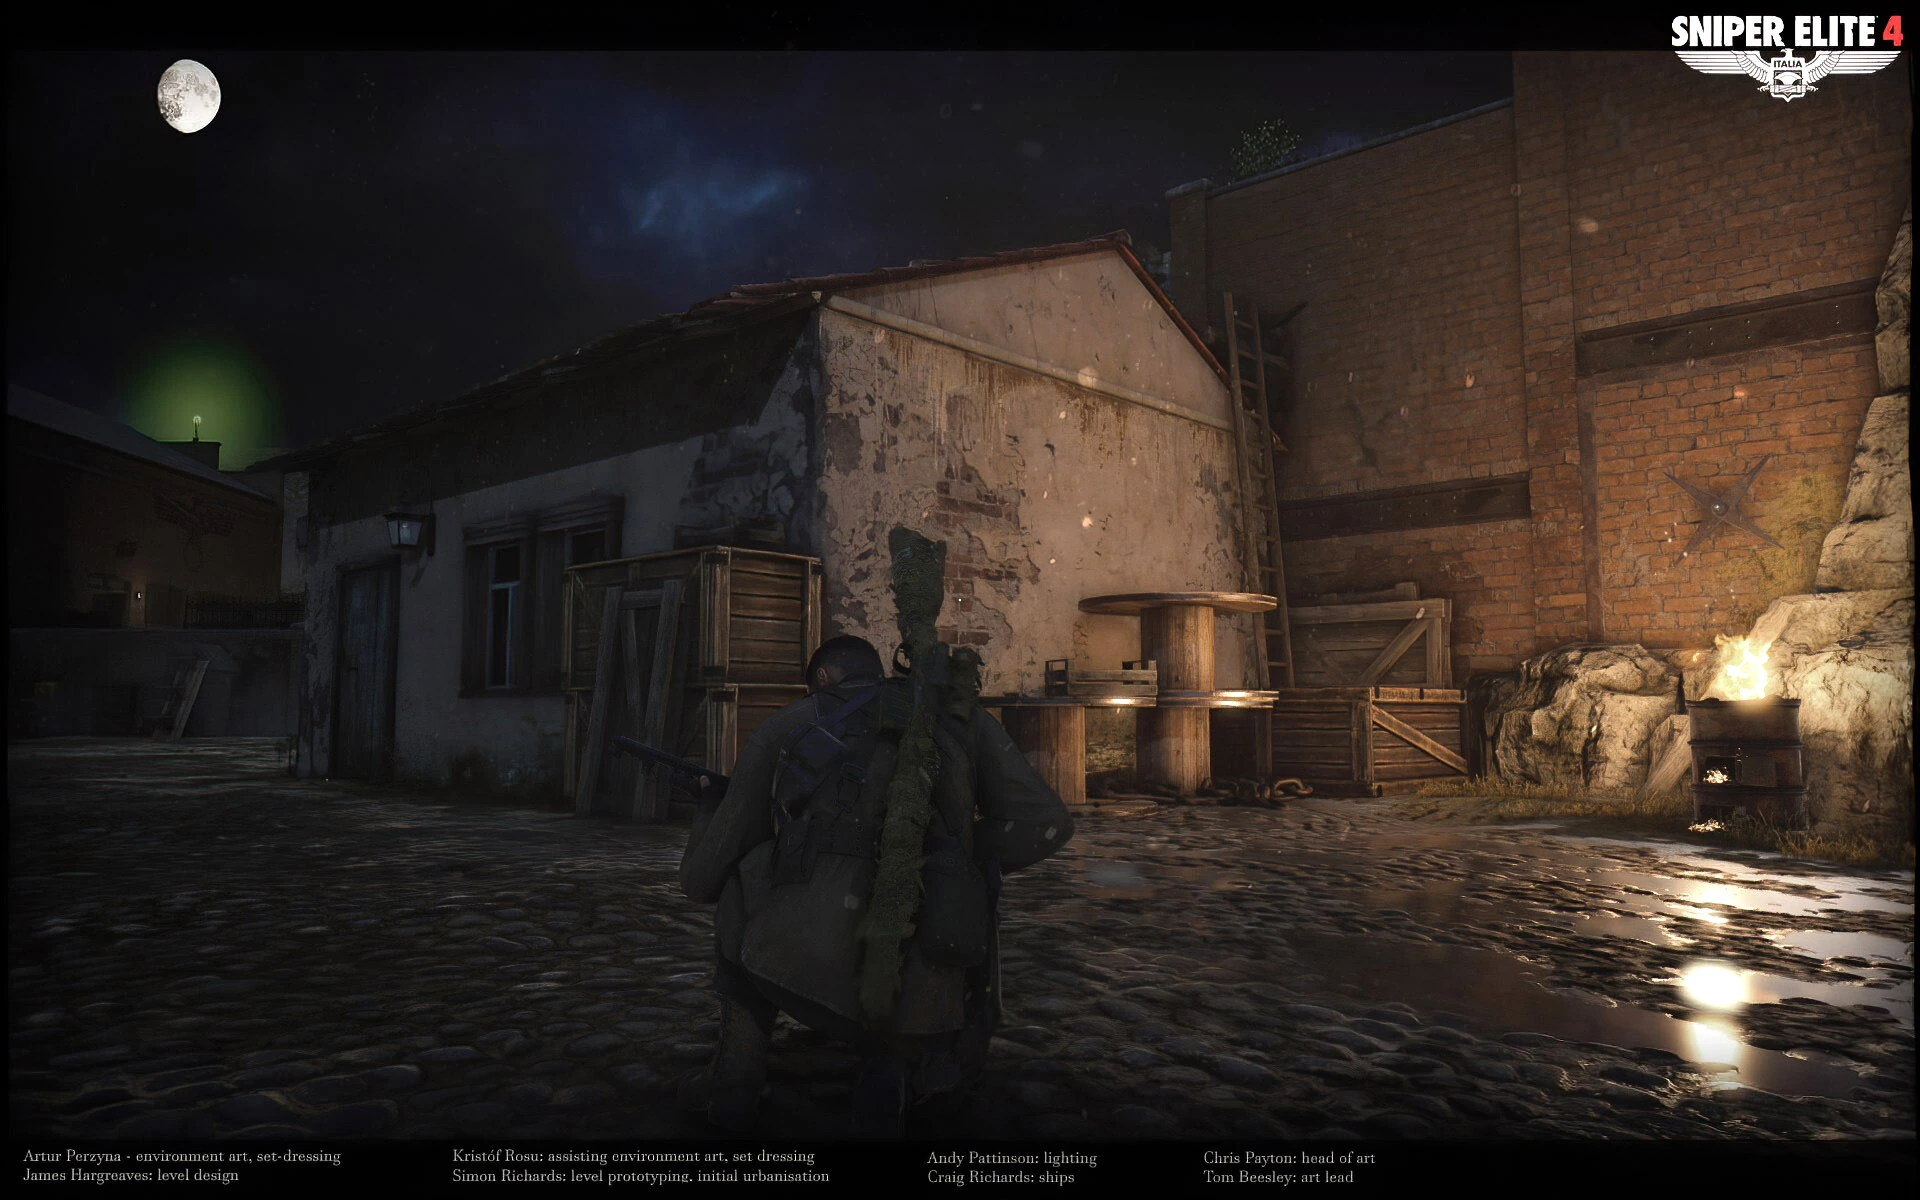 SNIPER ELITE 4
ITALIA
Artur Perzyna - environment art, set-dressing
James Hargreaves: level design
Kristóf Rosu: assisting environment art, set dressing
Simon Richards: level prototyping. initial urbanisation
Andy Pattinson: lighting
Craig Richards: ships
Chris Payton: head of art
Tom Beesley: art lead